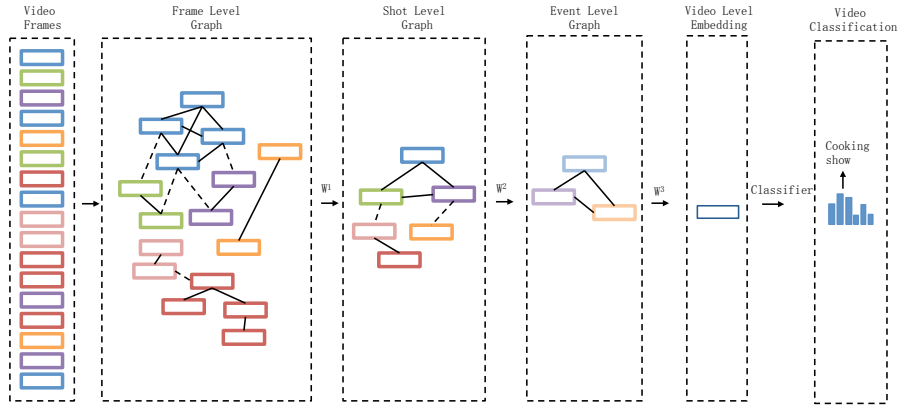 Video
Frames
Frame Level
Graph
Shot Level
Graph
Event Level
Graph
Video Level
Embedding
Video
Classification
W¹
W²
W³
Classifier
Cooking
show